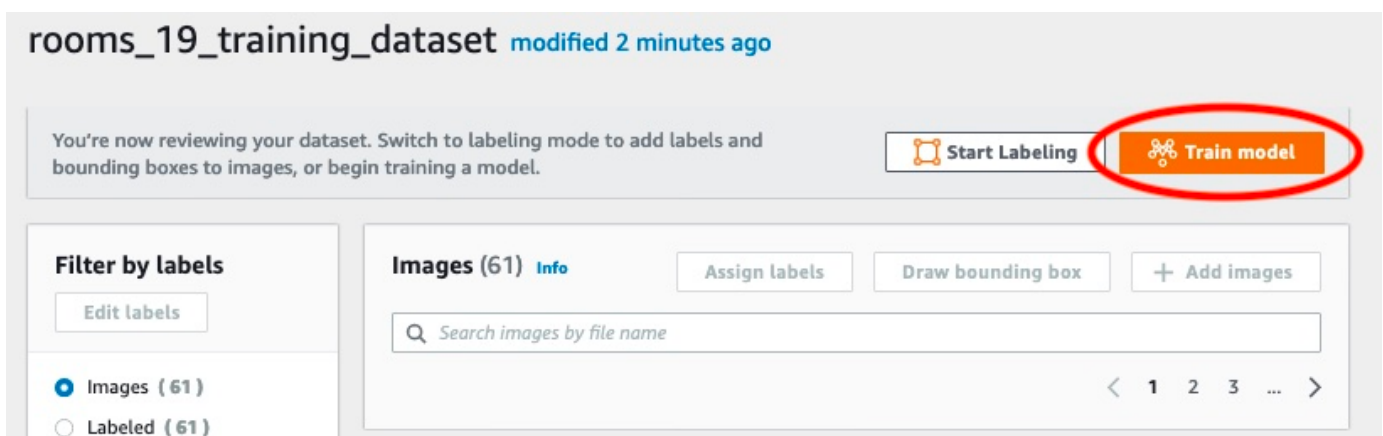 rooms_19_training_dataset modified 2 minutes ago
You're now reviewing your dataset. Switch to labeling mode to add labels and
bounding boxes to images, or begin training a model.
Start Labeling
Train model
Filter by labels
Edit labels
Images (61)
Labeled (61)
Images (61) Info
Assign labels
Draw bounding box
+ Add images
Search images by file name
< 1 2 3 ... >